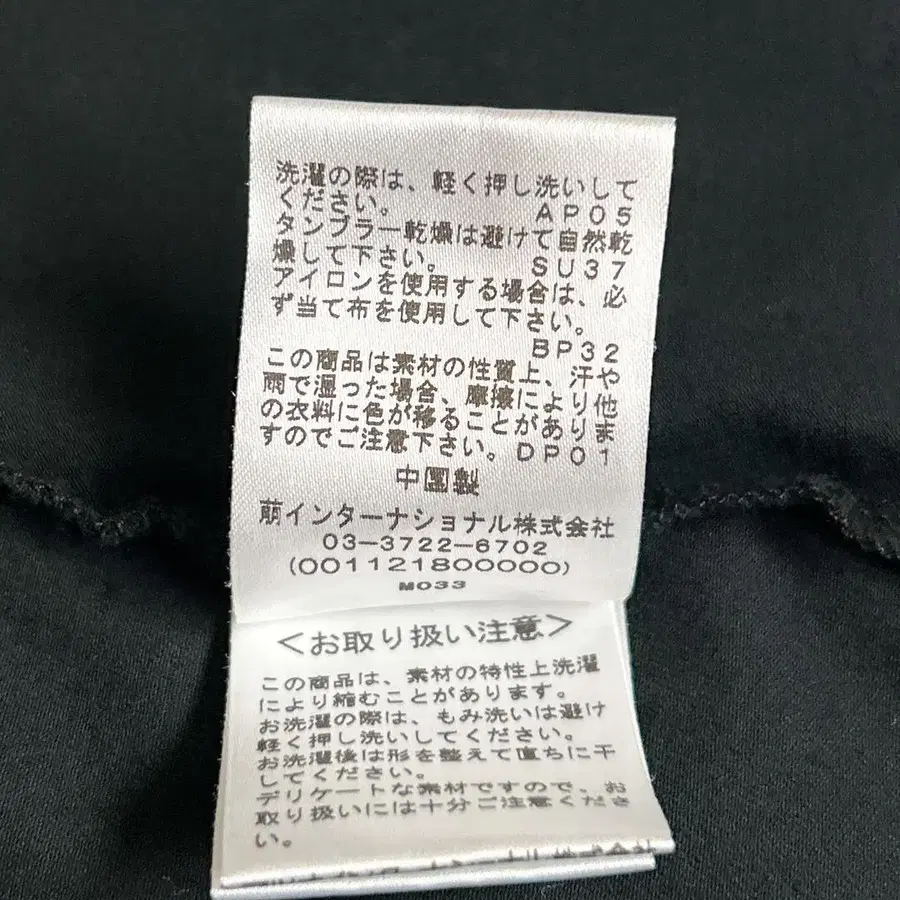 洗濯の際は、軽く押し洗いして
ください。 AP05
タンブラー乾燥は避けて自然乾
燥して下さい。 SU37
アイロンを使用する場合は、必
ず当て布を使用して下さい。
BP32
この商品は素材の性質上、汗や
雨で湿った場合、摩擦により他
の衣料に色が移ることがありま
すのでご注意下さい。DP01
中国製
萠インターナショナル株式会社
03-3722-6702
(001121800000)
M033
<お取り扱い注意>
この商品は、素材の特性上洗濯
により縮むことがあります。
お洗濯の際は、もみ洗いは避け
軽く押し洗いしてください。
お洗濯後は形を整えて直ちに干
してください。
デリケートな素材ですので、お
取り扱いには十分ご注意くださ
い。